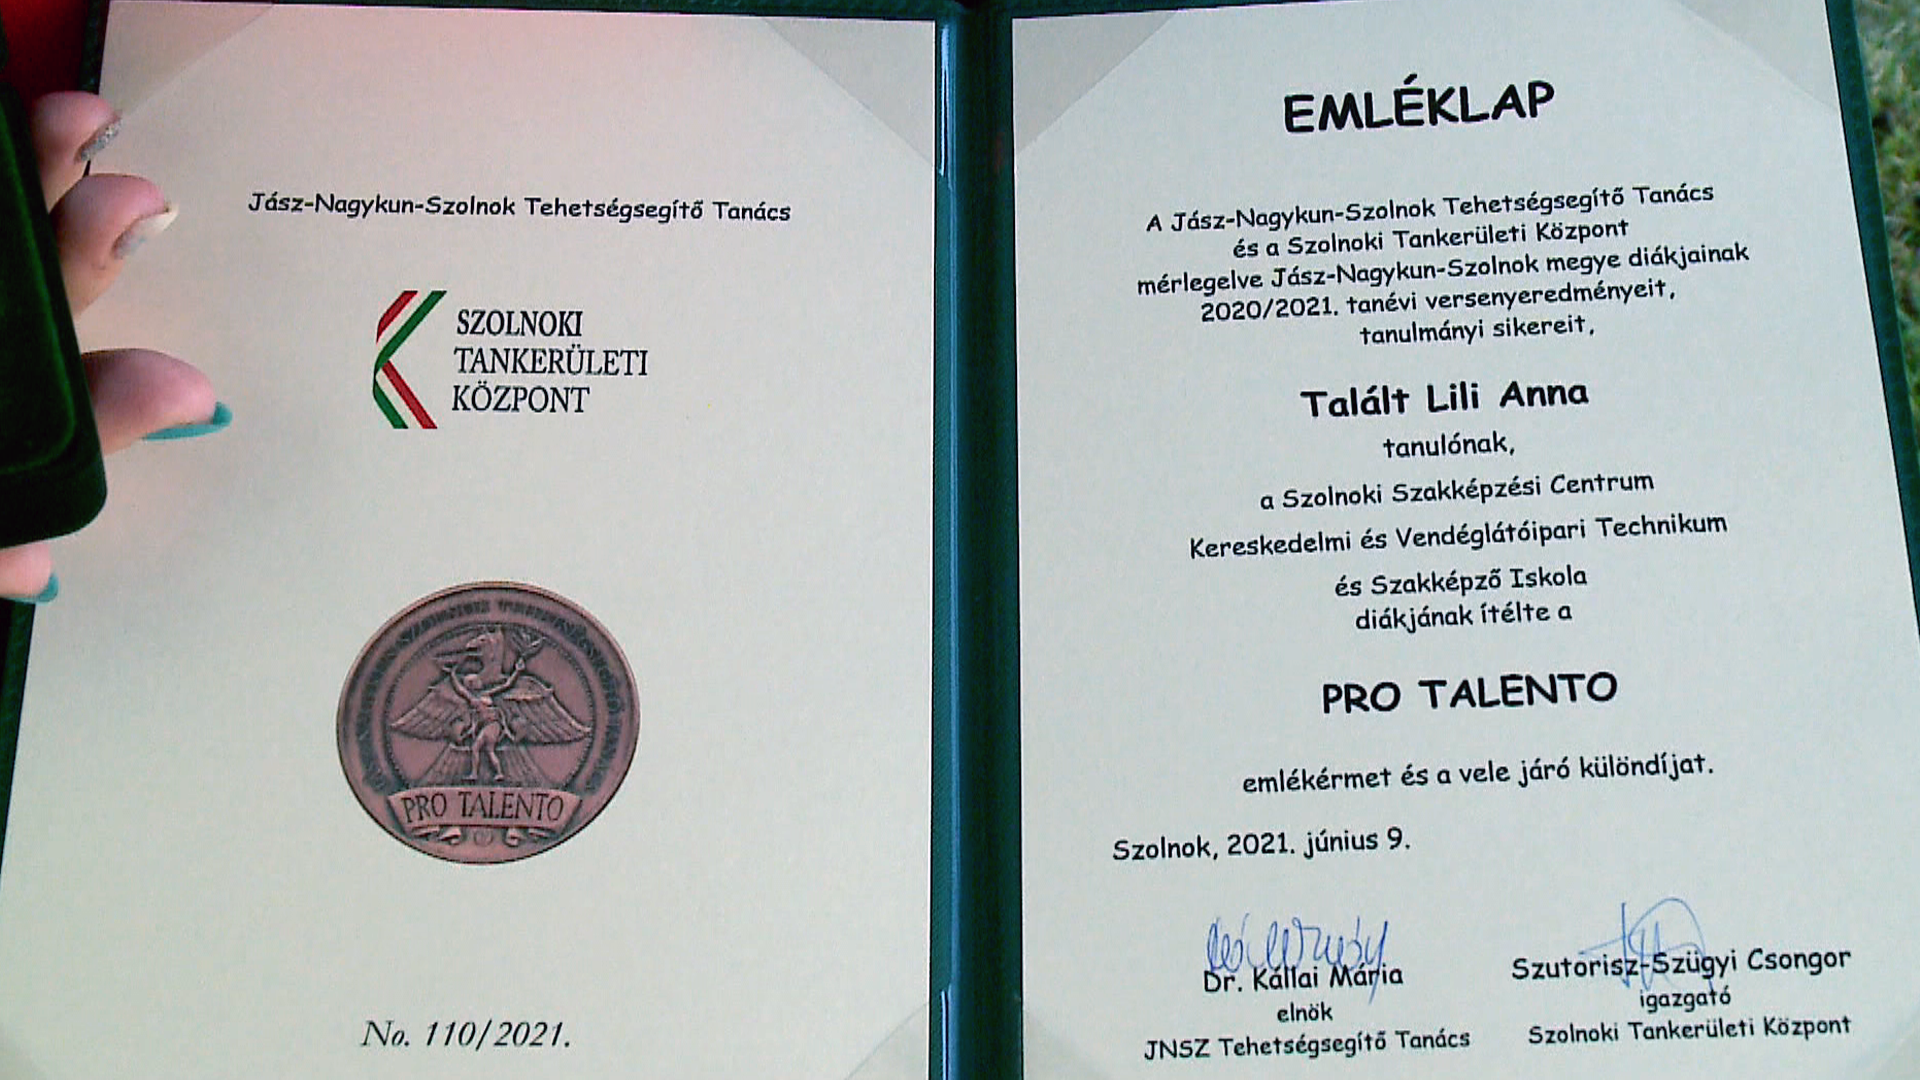 Jász-Nagykun-Szolnok Tehetségsegítő Tanács
SZOLNOKI
TANKERÜLETI
KÖZPONT
PRO TALENTO
No. 110/2021.
EMLÉKLAP
A Jász-Nagykun-Szolnok Tehetségsegítő Tanács
és a Szolnoki Tankerületi Központ
mérlegelve Jász-Nagykun-Szolnok megye diákjainak
2020/2021. tanévi versenyeredményeit,
tanulmányi sikereit,
Talált Lili Anna
tanulónak,
a Szolnoki Szakképzési Centrum
Kereskedelmi és Vendéglátóipari Technikum
és Szakképző Iskola
diákjának ítélte a
PRO TALENTO
emlékérmet és a vele járó különdíjat.
Szolnok, 2021. június 9.
Dr. Kállai Mária
elnök
JNSZ Tehetségsegítő Tanács
Szutorisz-Szügyi Csongor
igazgató
Szolnoki Tankerületi Központ